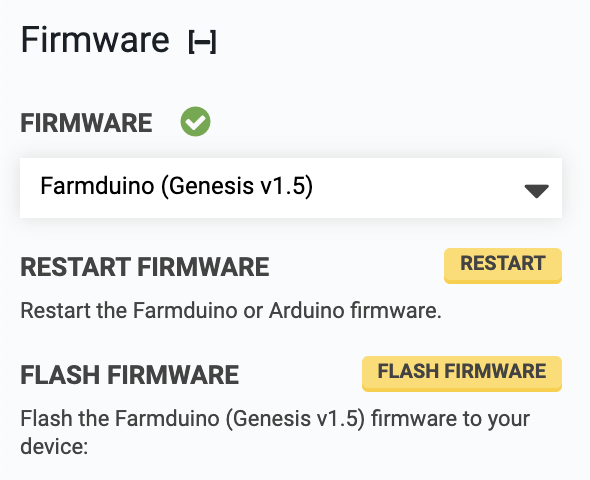 Firmware [–]
FIRMWARE
Farmduino (Genesis v1.5)
RESTART FIRMWARE RESTART
Restart the Farmduino or Arduino firmware.
FLASH FIRMWARE FLASH FIRMWARE
Flash the Farmduino (Genesis v1.5) firmware to your
device: